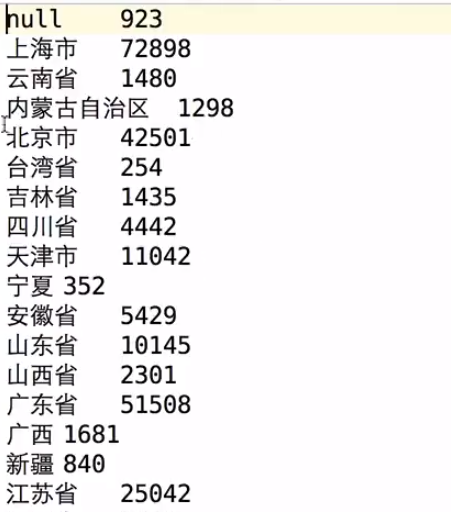 null	923
上海市	72898
云南省	1480
内蒙古自治区	1298
北京市	42501
台湾省	254
吉林省	1435
四川省	4442
天津市	11042
宁夏	352
安徽省	5429
山东省	10145
山西省	2301
广东省	51508
广西	1681
新疆	840
江苏省	25042